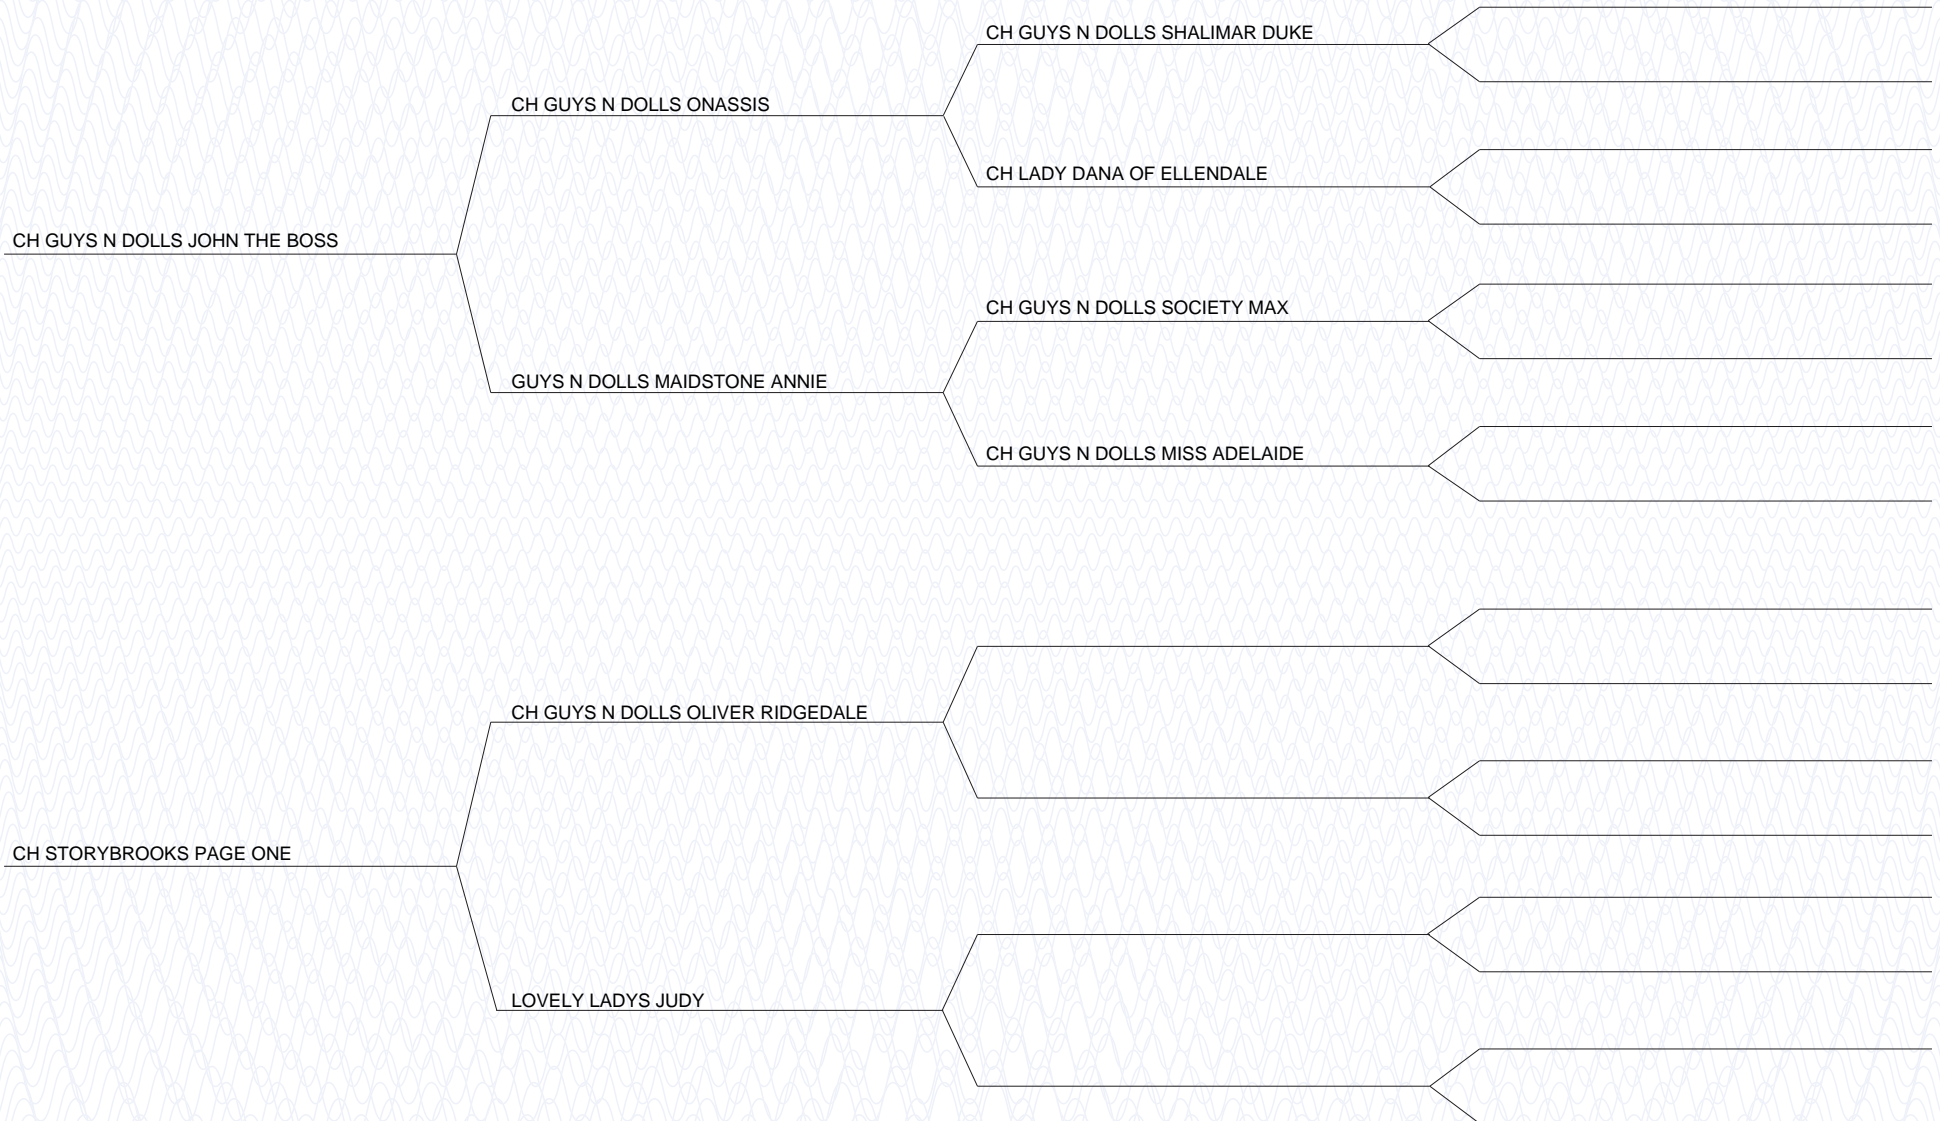 CH GUYS N DOLLS SHALIMAR DUKE
CH GUYS N DOLLS ONASSIS
CH LADY DANA OF ELLENDALE
CH GUYS N DOLLS JOHN THE BOSS
CH GUYS N DOLLS SOCIETY MAX
GUYS N DOLLS MAIDSTONE ANNIE
CH GUYS N DOLLS MISS ADELAIDE
CH GUYS N DOLLS OLIVER RIDGEDALE
CH STORYBROOKS PAGE ONE
LOVELY LADYS JUDY